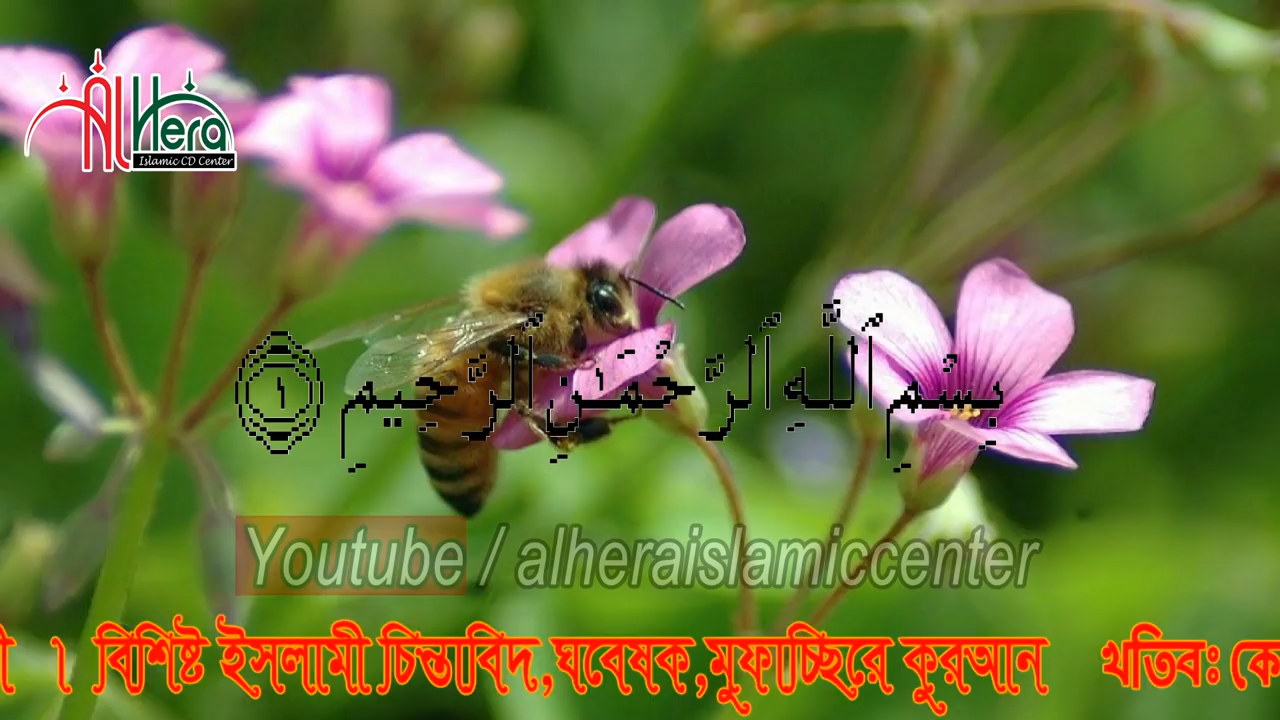 Al Hera
Islamic CD Center
بِسْمِ ٱللَّهِ ٱلرَّحْمَـٰنِ ٱلرَّحِيمِ ۝١
Youtube / alheraislamiccenter
ী । বিশিষ্ট ইসলামী চিন্তাবিদ,ঘবেষক,মুফাচ্ছিরে কুরআন খতিবঃ কে